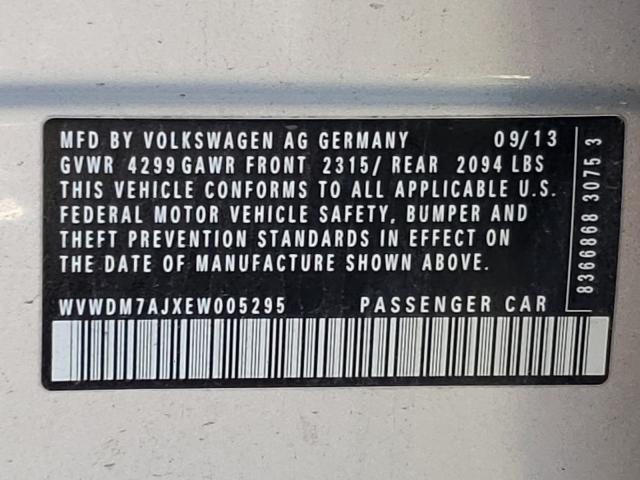 MFD BY VOLKSWAGEN AG GERMANY 09/13
GVWR 4299 GAWR FRONT 2315/ REAR 2094 LBS
THIS VEHICLE CONFORMS TO ALL APPLICABLE U.S.
FEDERAL MOTOR VEHICLE SAFETY, BUMPER AND
THEFT PREVENTION STANDARDS IN EFFECT ON
THE DATE OF MANUFACTURE SHOWN ABOVE.
WVWDM7AJXEW005295 PASSENGER CAR
8366868 3075 3